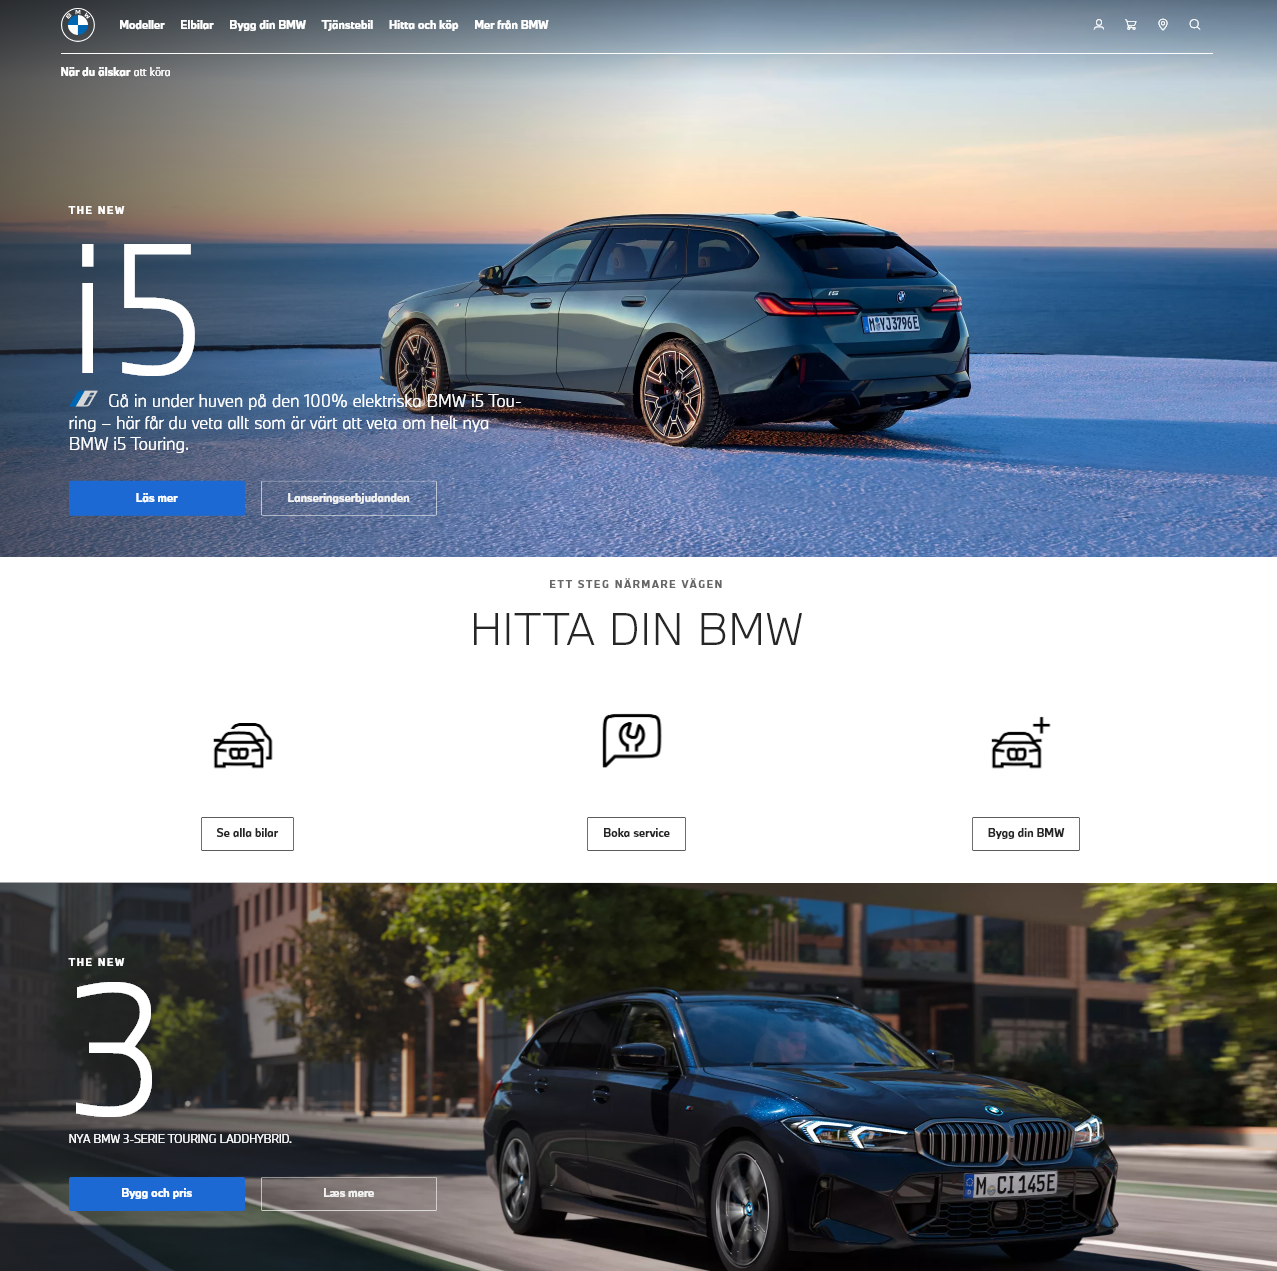 BMW
Modeller Elbilar Bygg din BMW Tjänstebil Hitta och köp Mer från BMW
När du älskar att köra
THE NEW
i5
i5
M VJ3796E
Gå in under huven på den 100% elektriska BMW i5 Tou-
ring – här får du veta allt som är värt att veta om helt nya
BMW i5 Touring.
Läs mer
Lanseringserbjudanden
ETT STEG NÄRMARE VÄGEN
HITTA DIN BMW
Se alla bilar
Boka service
Bygg din BMW
THE NEW
3
NYA BMW 3-SERIE TOURING LADDHYBRID.
M CI 145E
Bygg och pris
Læs mere